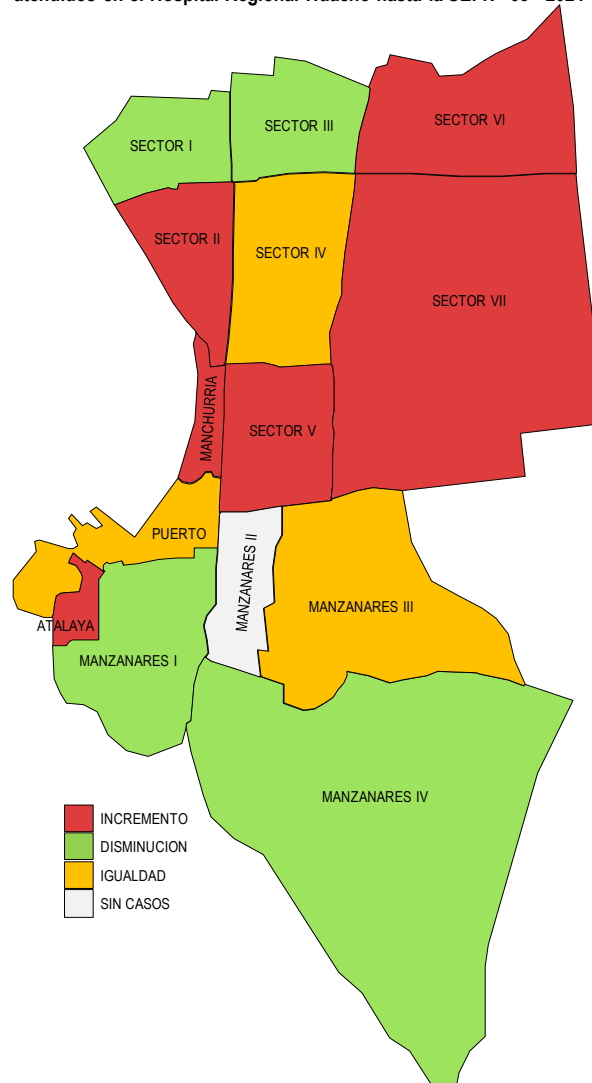 SECTOR VI
SECTOR III
SECTOR I
SECTOR II
SECTOR IV
SECTOR VII
MANCHURRIA
SECTOR V
PUERTO
MANZANARES II
MANZANARES III
ATALAYA
MANZANARES I
MANZANARES IV
INCREMENTO
DISMINUCION
IGUALDAD
SIN CASOS